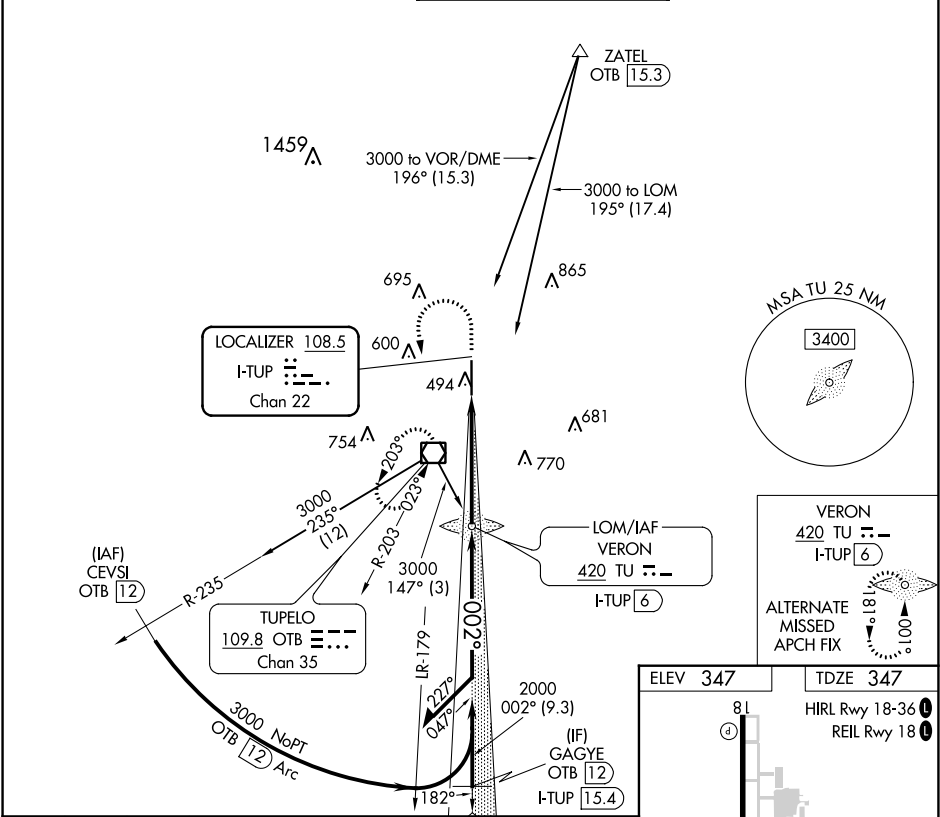 ZATEL
OTB 15.3
1459
3000 to VOR/DME
196° (15.3)
3000 to LOM
195° (17.4)
865
695
MSA TU 25 NM
3400
LOCALIZER 108.5
I-TUP
Chan 22
600
494
681
754
770
203°
023°
3000
235°
(12)
R-203
3000
147° (3)
LOM/IAF
VERON
420 TU
I-TUP 6
VERON
420 TU
I-TUP 6
ALTERNATE
MISSED
APCH FIX
181°
001°
(IAF)
CEVSI
OTB 12
R-235
TUPELO
109.8 OTB
Chan 35
LR-179
002°
227°
047°
2000
002° (9.3)
3000 NoPT
OTB 12 Arc
(IF)
GAGYE
OTB 12
I-TUP 15.4
182°
ELEV 347
TDZE 347
HIRL Rwy 18-36 L
REIL Rwy 18 L
18
P